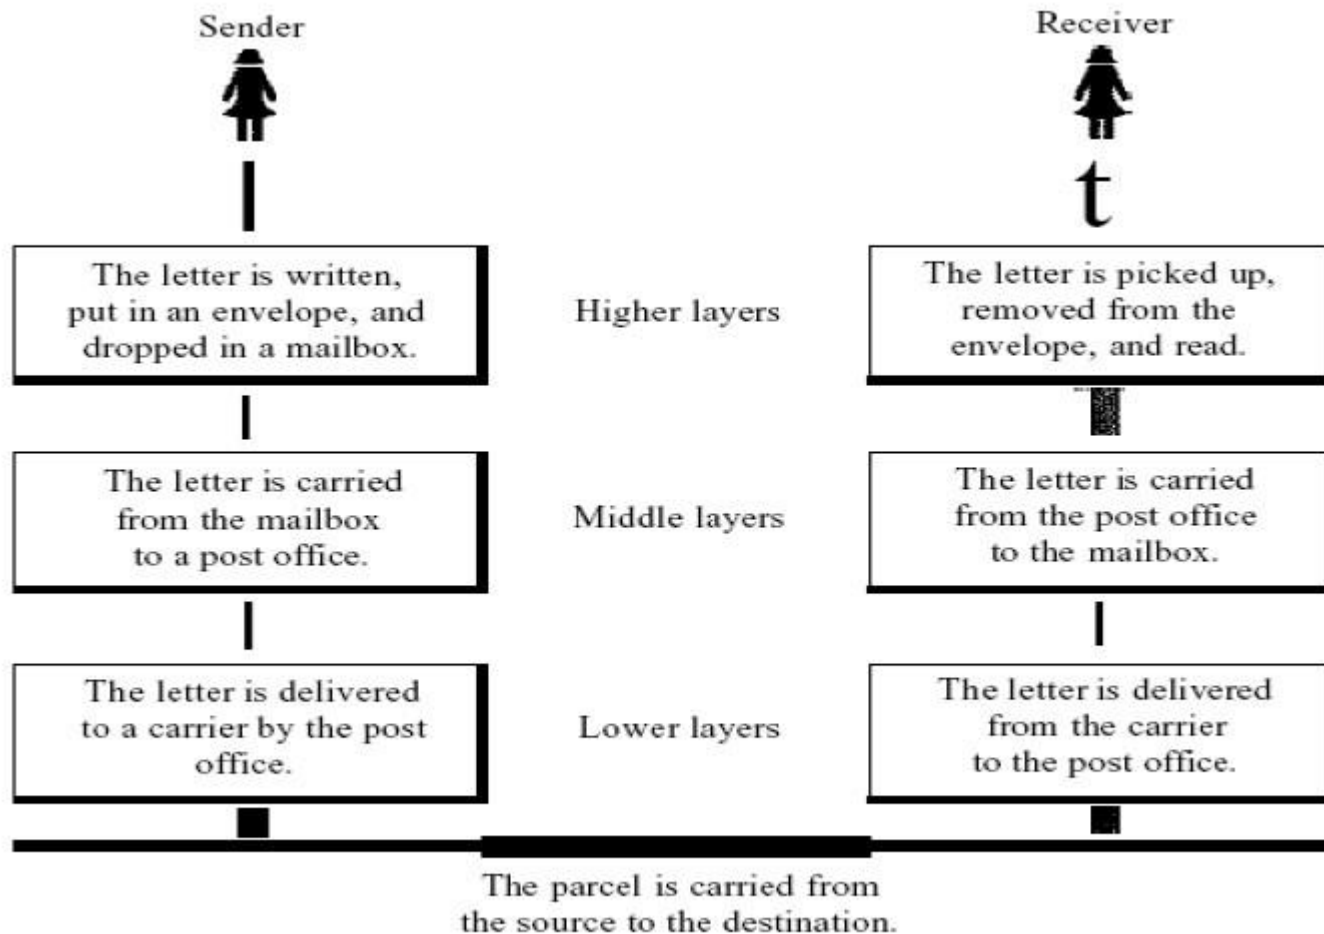 Sender
Receiver
t
The letter is written,
put in an envelope, and
dropped in a mailbox.
Higher layers
The letter is picked up,
removed from the
envelope, and read.
The letter is carried
from the mailbox
to a post office.
Middle layers
The letter is carried
from the post office
to the mailbox.
The letter is delivered
to a carrier by the post
office.
Lower layers
The letter is delivered
from the carrier
to the post office.
The parcel is carried from
the source to the destination.